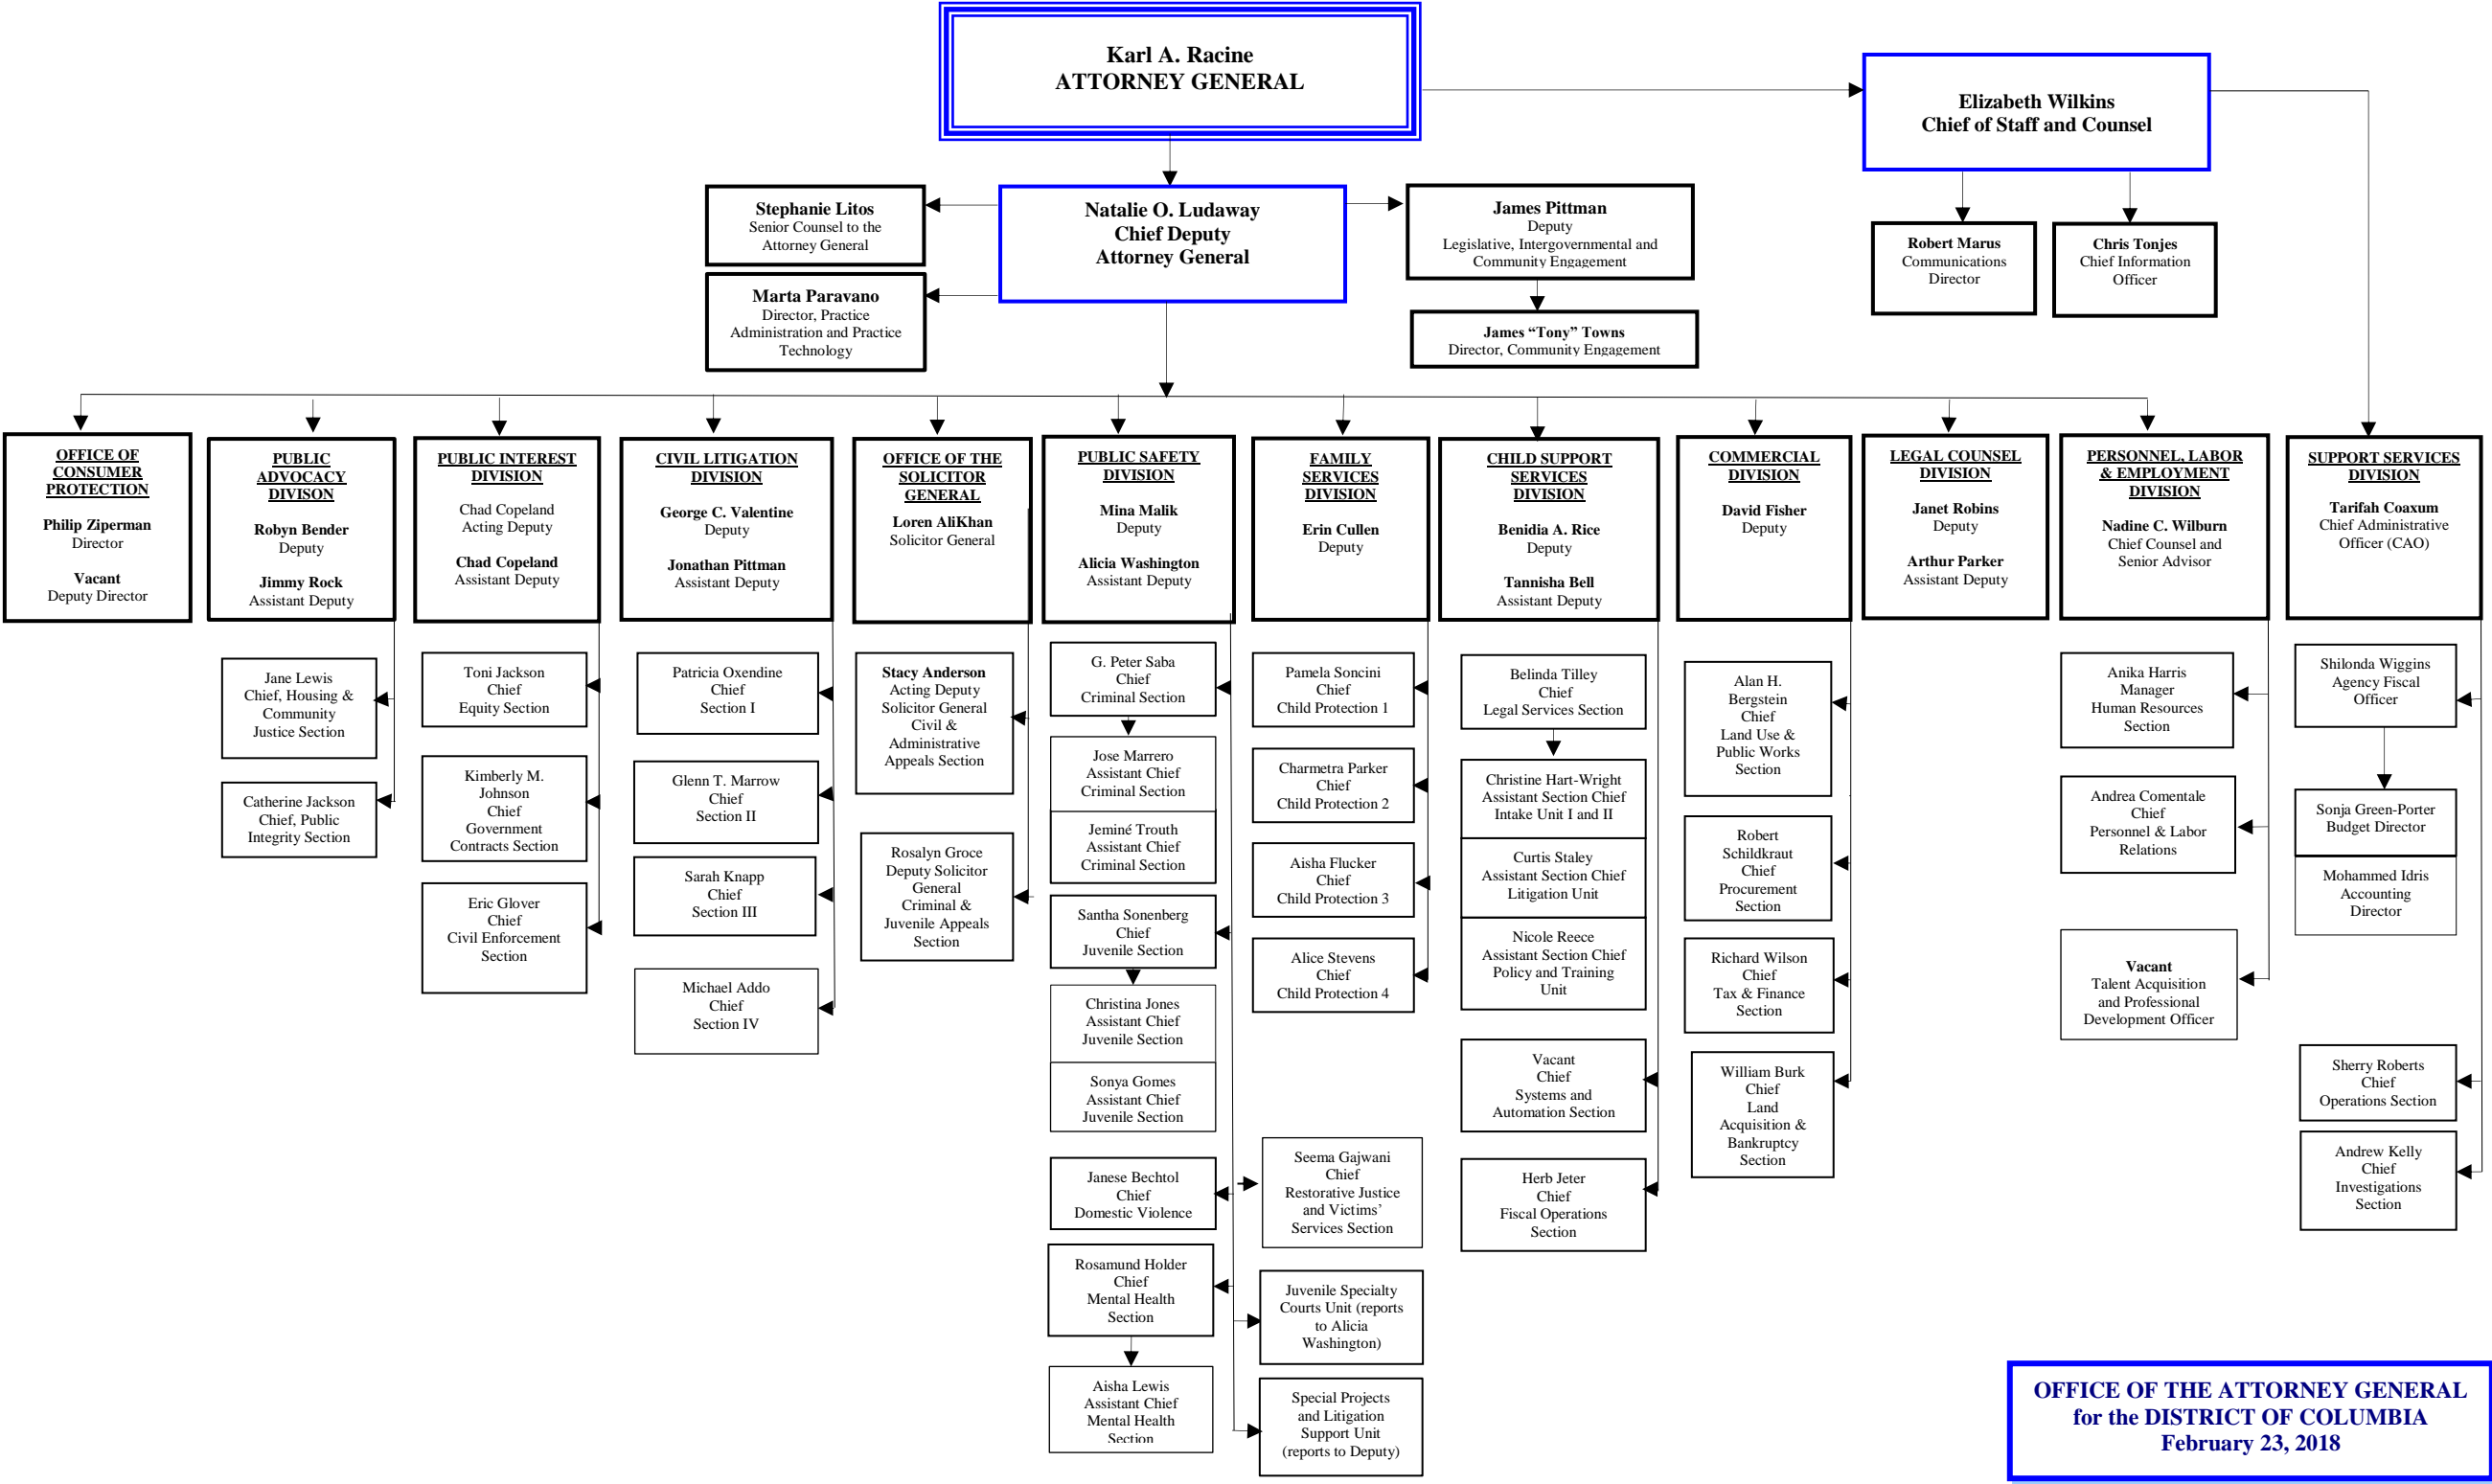 Karl A. Racine
ATTORNEY GENERAL
Elizabeth Wilkins
Chief of Staff and Counsel
Stephanie Litos
Senior Counsel to the
Attorney General
Natalie O. Ludaway
Chief Deputy
Attorney General
James Pittman
Deputy
Legislative, Intergovernmental and
Community Engagement
Robert Marus
Communications
Director
Chris Tonjes
Chief Information
Officer
Marta Paravano
Director, Practice
Administration and Practice
Technology
James “Tony” Towns
Director, Community Engagement
OFFICE OF
CONSUMER
PROTECTION
Philip Ziperman
Director
Vacant
Deputy Director
PUBLIC
ADVOCACY
DIVISON
Robyn Bender
Deputy
Jimmy Rock
Assistant Deputy
PUBLIC INTEREST
DIVISION
Chad Copeland
Acting Deputy
Chad Copeland
Assistant Deputy
CIVIL LITIGATION
DIVISION
George C. Valentine
Deputy
Jonathan Pittman
Assistant Deputy
OFFICE OF THE
SOLICITOR
GENERAL
Loren AliKhan
Solicitor General
PUBLIC SAFETY
DIVISION
Mina Malik
Deputy
Alicia Washington
Assistant Deputy
FAMILY
SERVICES
DIVISION
Erin Cullen
Deputy
CHILD SUPPORT
SERVICES
DIVISION
Benidia A. Rice
Deputy
Tannisha Bell
Assistant Deputy
COMMERCIAL
DIVISION
David Fisher
Deputy
LEGAL COUNSEL
DIVISION
Janet Robins
Deputy
Arthur Parker
Assistant Deputy
PERSONNEL, LABOR
& EMPLOYMENT
DIVISION
Nadine C. Wilburn
Chief Counsel and
Senior Advisor
SUPPORT SERVICES
DIVISION
Tarifah Coaxum
Chief Administrative
Officer (CAO)
Jane Lewis
Chief, Housing &
Community
Justice Section
Catherine Jackson
Chief, Public
Integrity Section
Toni Jackson
Chief
Equity Section
Kimberly M.
Johnson
Chief
Government
Contracts Section
Eric Glover
Chief
Civil Enforcement
Section
Patricia Oxendine
Chief
Section I
Glenn T. Marrow
Chief
Section II
Sarah Knapp
Chief
Section III
Michael Addo
Chief
Section IV
Stacy Anderson
Acting Deputy
Solicitor General
Civil &
Administrative
Appeals Section
Rosalyn Groce
Deputy Solicitor
General
Criminal &
Juvenile Appeals
Section
G. Peter Saba
Chief
Criminal Section
Jose Marrero
Assistant Chief
Criminal Section
Jeminé Trouth
Assistant Chief
Criminal Section
Santha Sonenberg
Chief
Juvenile Section
Christina Jones
Assistant Chief
Juvenile Section
Sonya Gomes
Assistant Chief
Juvenile Section
Janese Bechtol
Chief
Domestic Violence
Rosamund Holder
Chief
Mental Health
Section
Aisha Lewis
Assistant Chief
Mental Health
Section
Pamela Soncini
Chief
Child Protection 1
Charmetra Parker
Chief
Child Protection 2
Aisha Flucker
Chief
Child Protection 3
Alice Stevens
Chief
Child Protection 4
Seema Gajwani
Chief
Restorative Justice
and Victims’
Services Section
Juvenile Specialty
Courts Unit (reports
to Alicia
Washington)
Special Projects
and Litigation
Support Unit
(reports to Deputy)
Belinda Tilley
Chief
Legal Services Section
Christine Hart-Wright
Assistant Section Chief
Intake Unit I and II
Curtis Staley
Assistant Section Chief
Litigation Unit
Nicole Reece
Assistant Section Chief
Policy and Training
Unit
Vacant
Chief
Systems and
Automation Section
Herb Jeter
Chief
Fiscal Operations
Section
Alan H.
Bergstein
Chief
Land Use &
Public Works
Section
Robert
Schildkraut
Chief
Procurement
Section
Richard Wilson
Chief
Tax & Finance
Section
William Burk
Chief
Land
Acquisition &
Bankruptcy
Section
Anika Harris
Manager
Human Resources
Section
Andrea Comentale
Chief
Personnel & Labor
Relations
Vacant
Talent Acquisition
and Professional
Development Officer
Shilonda Wiggins
Agency Fiscal
Officer
Sonja Green-Porter
Budget Director
Mohammed Idris
Accounting
Director
Sherry Roberts
Chief
Operations Section
Andrew Kelly
Chief
Investigations
Section
OFFICE OF THE ATTORNEY GENERAL
for the DISTRICT OF COLUMBIA
February 23, 2018